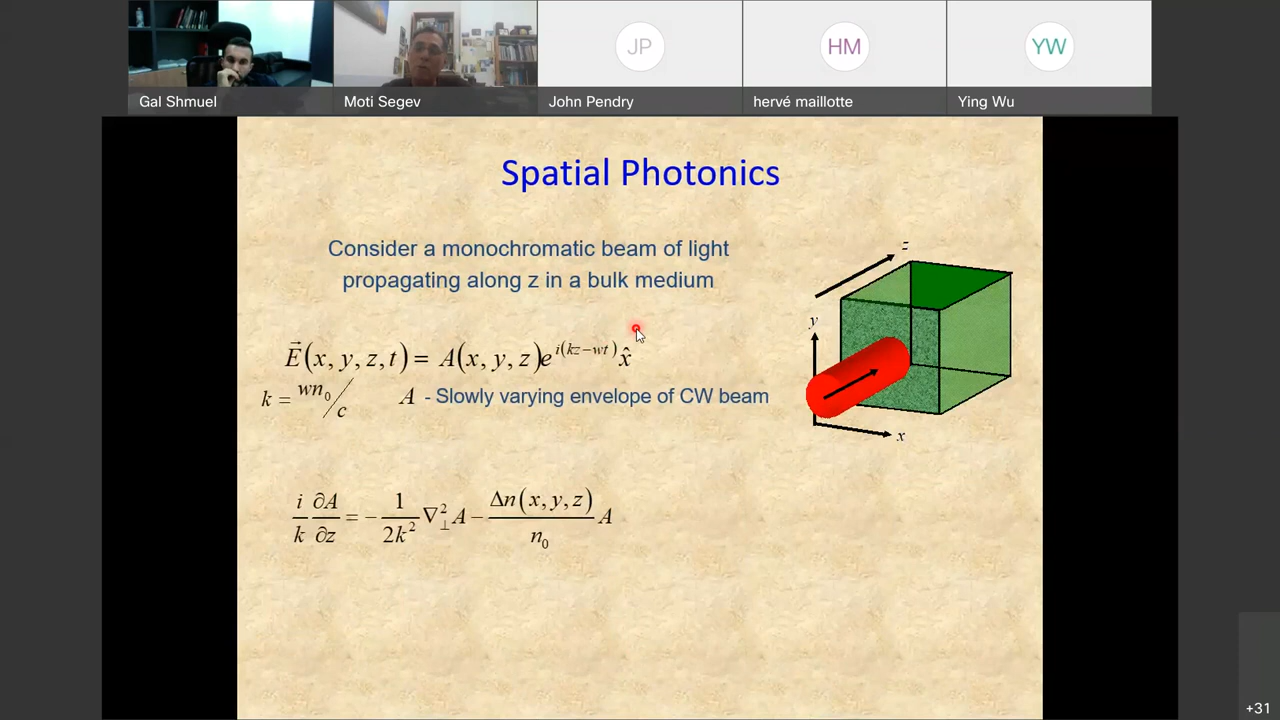 Gal Shmuel
Moti Segev
JP
John Pendry
HM
hervé maillotte
YW
Ying Wu
Spatial Photonics
Consider a monochromatic beam of light
propagating along z in a bulk medium
z
y
x
E⃗(x, y, z, t) = A(x, y, z)e^{i(kz−wt)} x̂
k = wn₀/c
A - Slowly varying envelope of CW beam
i/k ∂A/∂z = − 1/2k² ∇²⊥ A − Δn(x, y, z)/n₀ A
+31